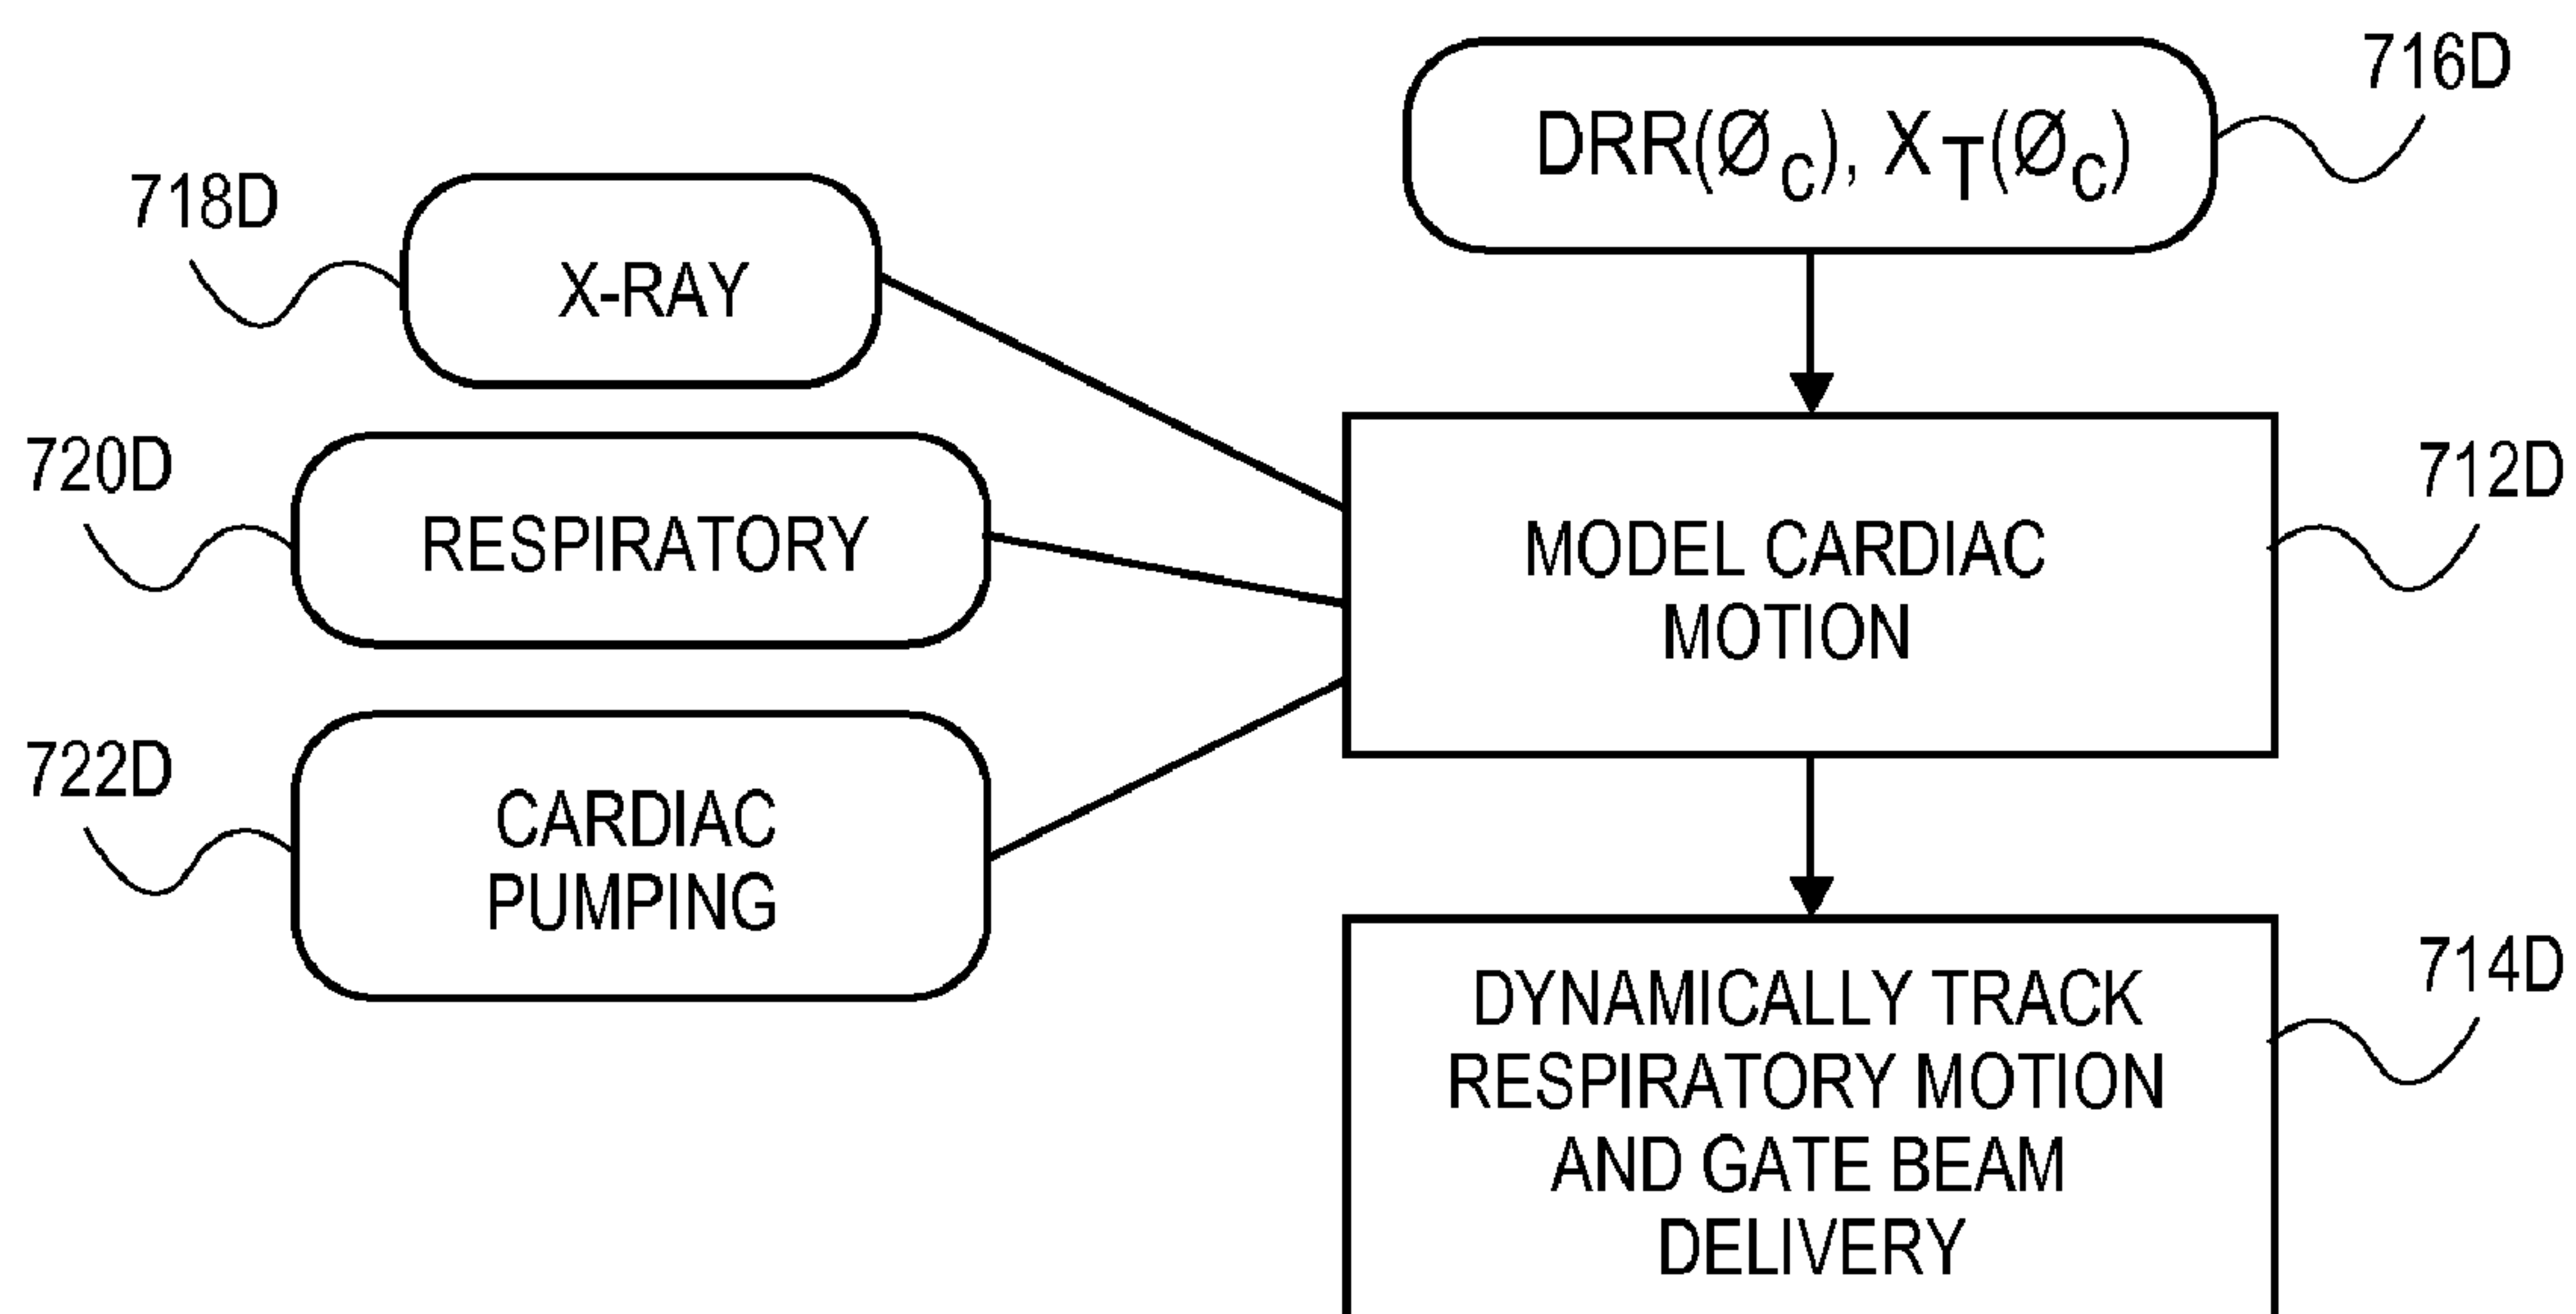 716D
DRR(Øc), XT(Øc)
718D
X-RAY
720D
RESPIRATORY
712D
MODEL CARDIAC
MOTION
722D
CARDIAC
PUMPING
714D
DYNAMICALLY TRACK
RESPIRATORY MOTION
AND GATE BEAM
DELIVERY